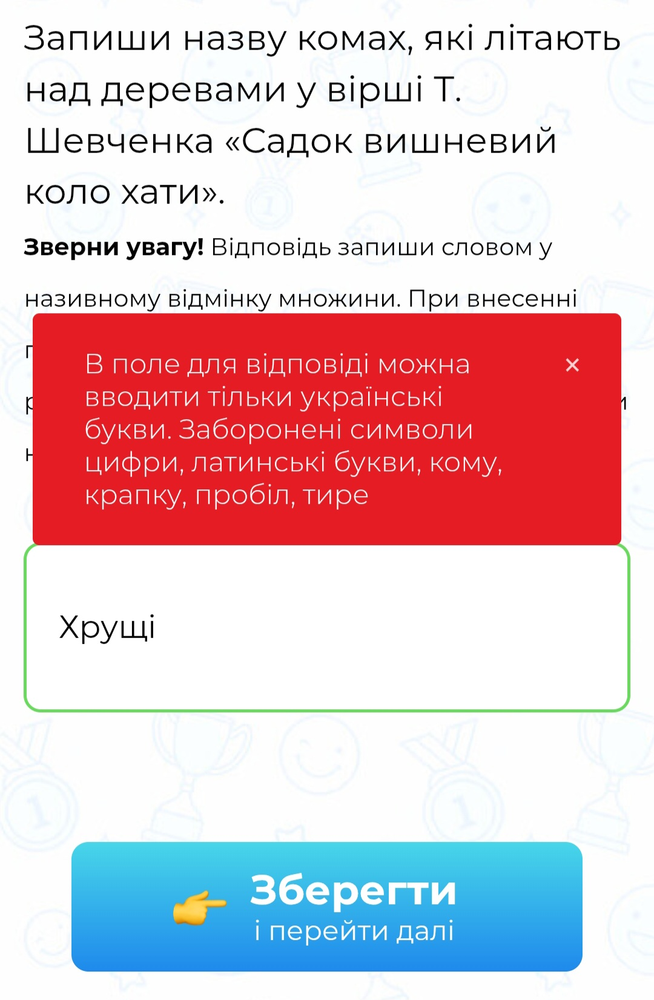 Запиши назву комах, які літають
над деревами у вірші Т.
Шевченка «Садок вишневий
коло хати».
Зверни увагу! Відповідь запиши словом у
називному відмінку множини. При внесенні
В поле для відповіді можна
вводити тільки українські
букви. Заборонені символи
цифри, латинські букви, кому,
крапку, пробіл, тире
Хрущі
Зберегти
і перейти далі